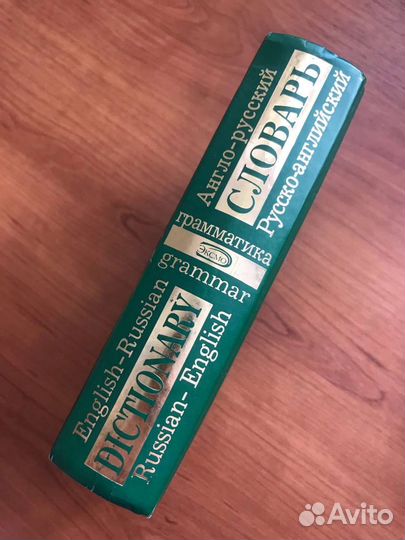 Англо-русский
СЛОВАРЬ
Русско-английский
грамматика
ЭКСМО
grammar
English-Russian
DICTIONARY
Russian-English
Avito